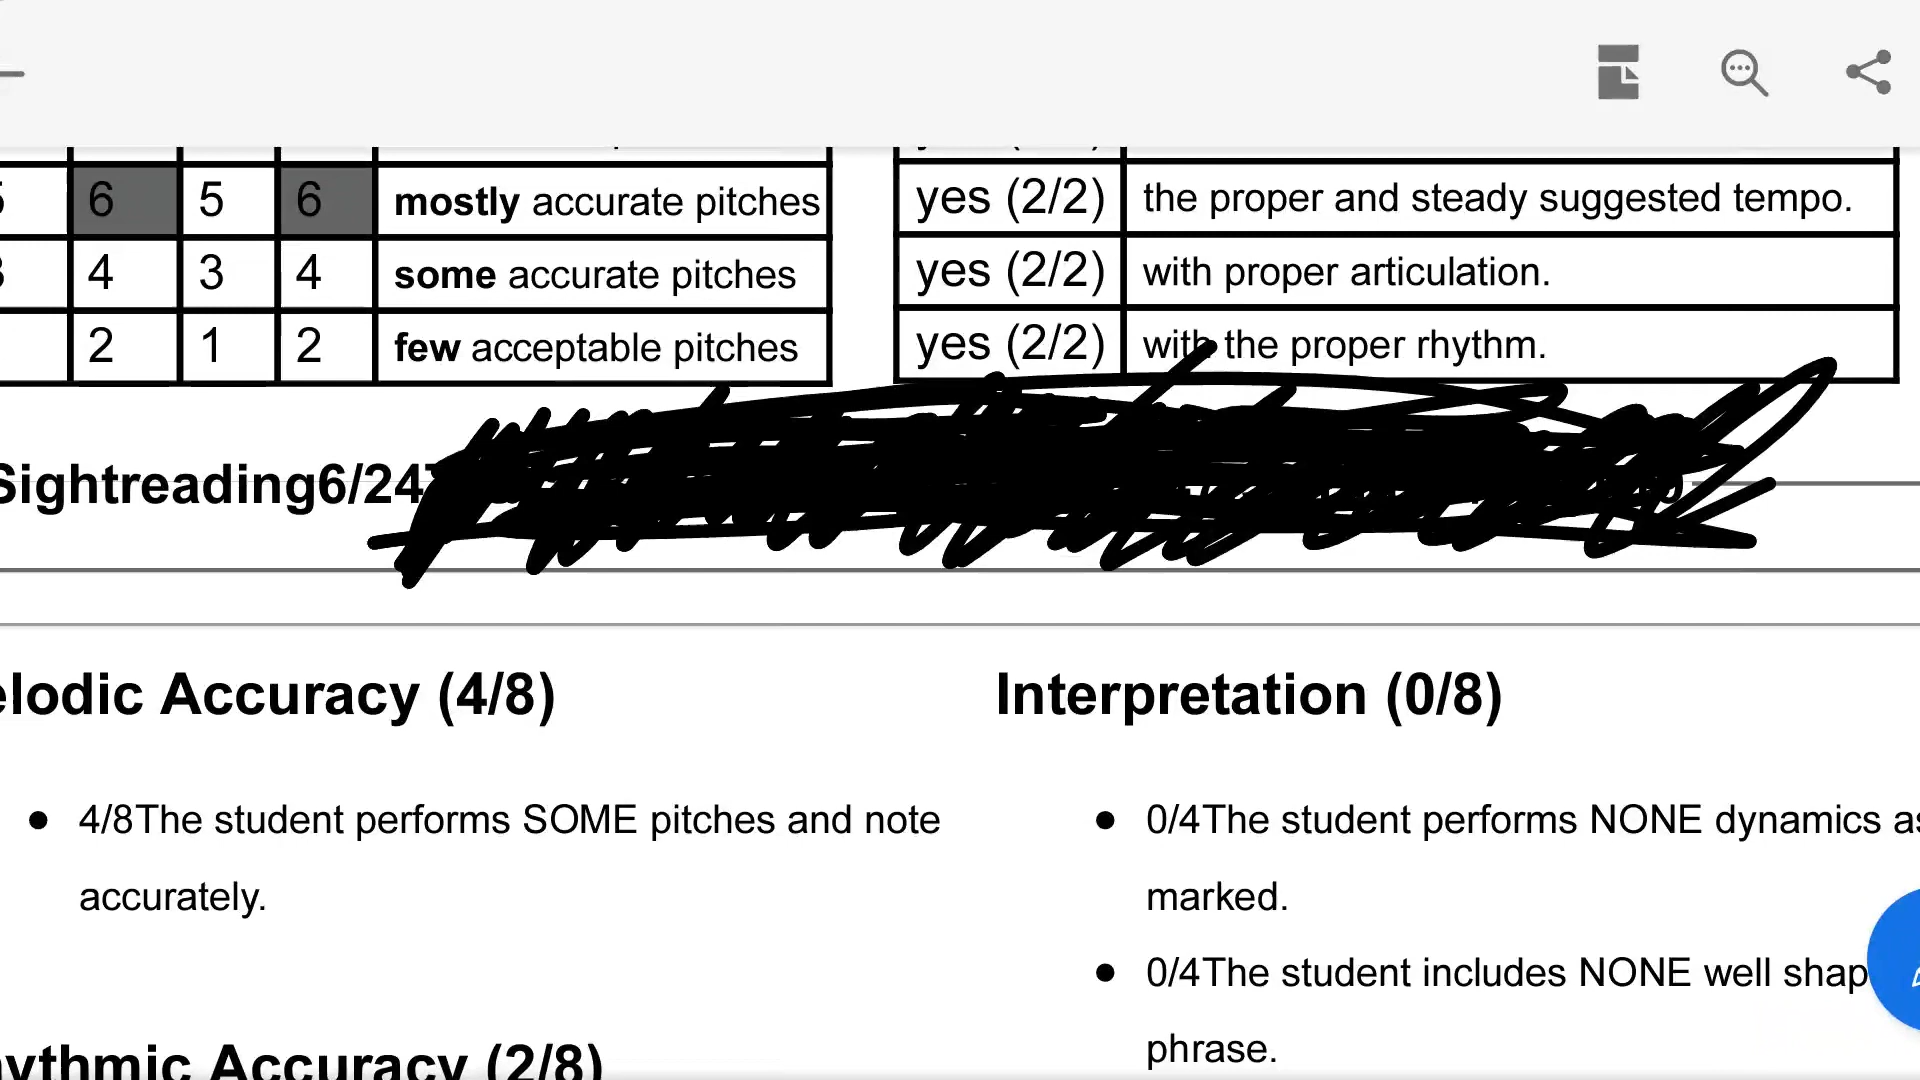 6 5 6 mostly accurate pitches
4 3 4 some accurate pitches
2 1 2 few acceptable pitches
yes (2/2) the proper and steady suggested tempo.
yes (2/2) with proper articulation.
yes (2/2) with the proper rhythm.
Sightreading6/24
elodic Accuracy (4/8)
● 4/8The student performs SOME pitches and note
accurately.
ythmic Accuracy (2/8)
Interpretation (0/8)
● 0/4The student performs NONE dynamics as
marked.
● 0/4The student includes NONE well shap
phrase.